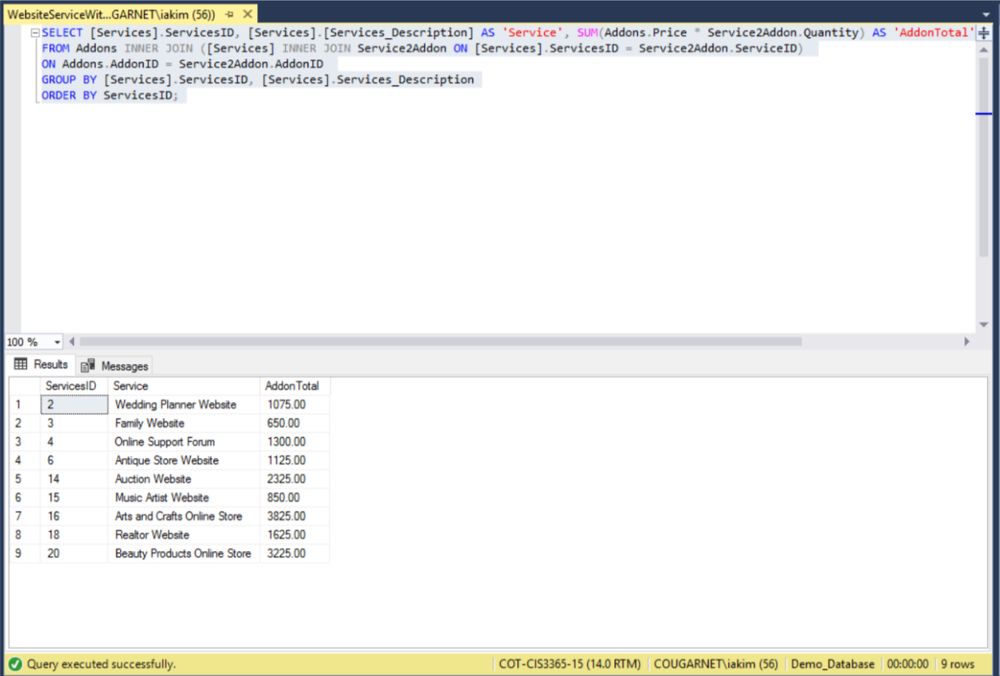 WebsiteServiceWit...GARNET\iakim (56))
SELECT [Services].ServicesID, [Services].[Services_Description] AS 'Service', SUM(Addons.Price * Service2Addon.Quantity) AS 'AddonTotal'
FROM Addons INNER JOIN ([Services] INNER JOIN Service2Addon ON [Services].ServicesID = Service2Addon.ServiceID)
ON Addons.AddonID = Service2Addon.AddonID
GROUP BY [Services].ServicesID, [Services].Services_Description
ORDER BY ServicesID;
100 %
Results Messages
ServicesID Service AddonTotal
1 2 Wedding Planner Website 1075.00
2 3 Family Website 650.00
3 4 Online Support Forum 1300.00
4 6 Antique Store Website 1125.00
5 14 Auction Website 2325.00
6 15 Music Artist Website 850.00
7 16 Arts and Crafts Online Store 3825.00
8 18 Realtor Website 1625.00
9 20 Beauty Products Online Store 3225.00
Query executed successfully. COT-CIS3365-15 (14.0 RTM) COUGARNET\iakim (56) Demo_Database 00:00:00 9 rows